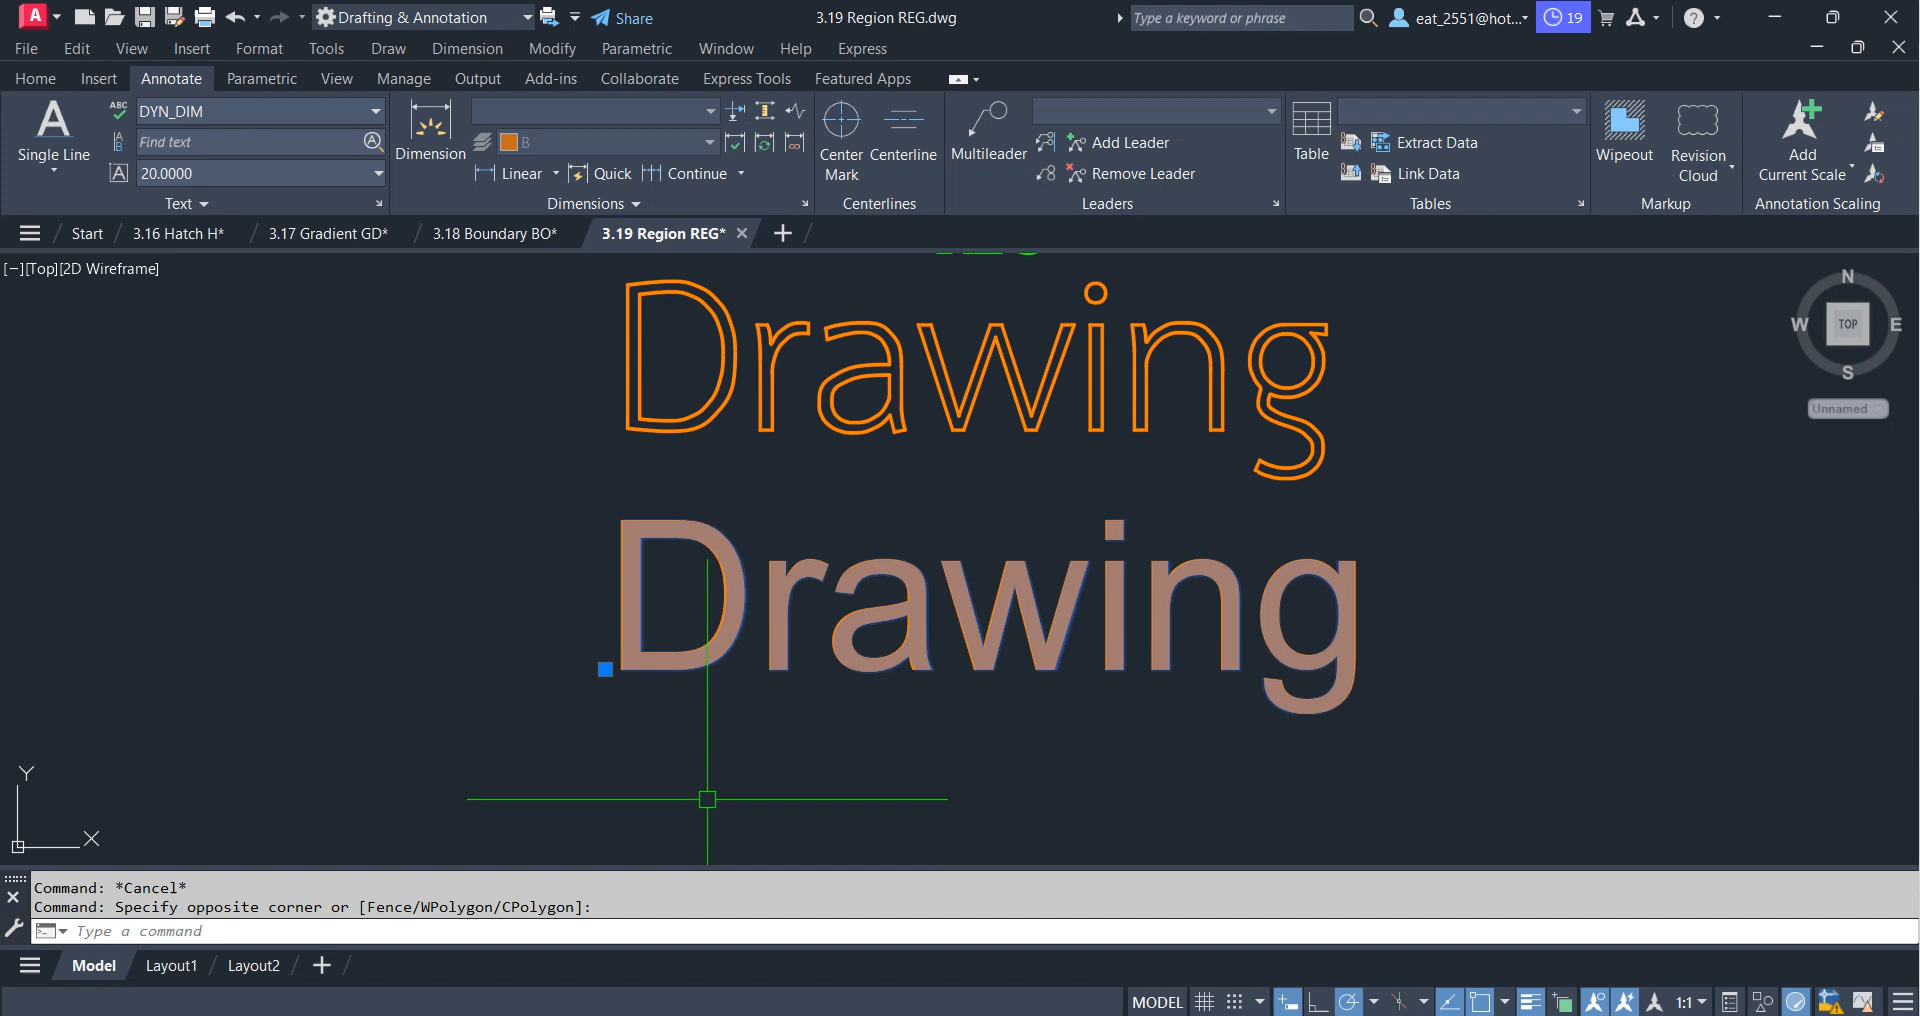 A Drafting & Annotation Share 3.19 Region REG.dwg Type a keyword or phrase eat_2551@hot... 19 ?
File Edit View Insert Format Tools Draw Dimension Modify Parametric Window Help Express
Home Insert Annotate Parametric View Manage Output Add-ins Collaborate Express Tools Featured Apps
A ABC DYN_DIM B
Find text
Single Line Dimension Center Mark Centerline Multileader Add Leader Table Extract Data Wipeout Revision Cloud Add Current Scale
20.0000 Linear Quick Continue Remove Leader Link Data
Text Dimensions Centerlines Leaders Tables Markup Annotation Scaling
Start 3.16 Hatch H* 3.17 Gradient GD* 3.18 Boundary BO* 3.19 Region REG*
[−][Top][2D Wireframe]
N
W TOP E
S
Unnamed
Drawing
Drawing
Y
X
Command: *Cancel*
Command: Specify opposite corner or [Fence/WPolygon/CPolygon]:
Type a command
Model Layout1 Layout2
MODEL 1:1